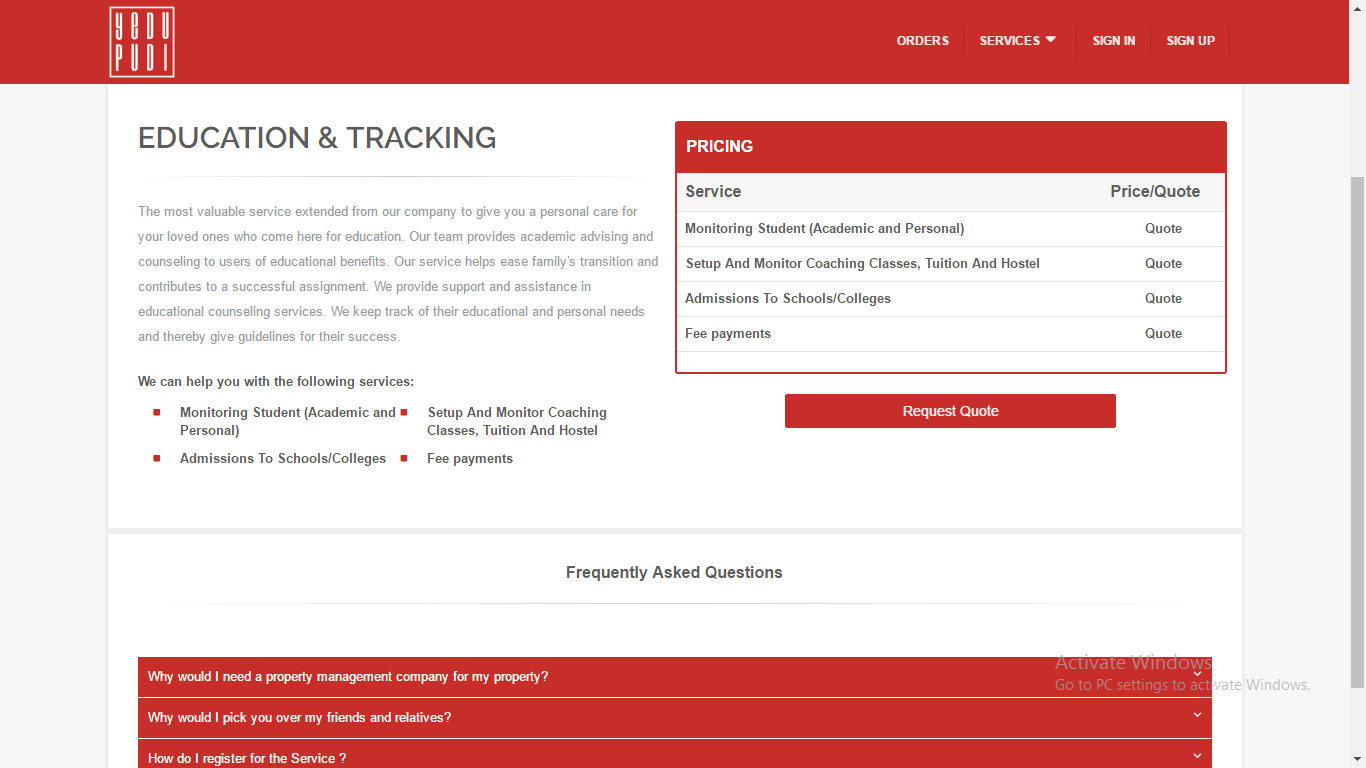 YEDU
PUDI
ORDERS
SERVICES
SIGN IN
SIGN UP
EDUCATION & TRACKING
The most valuable service extended from our company to give you a personal care for
your loved ones who come here for education. Our team provides academic advising and
counseling to users of educational benefits. Our service helps ease family's transition and
contributes to a successful assignment. We provide support and assistance in
educational counseling services. We keep track of their educational and personal needs
and thereby give guidelines for their success.
We can help you with the following services:
Monitoring Student (Academic and
Personal)
Setup And Monitor Coaching
Classes, Tuition And Hostel
Admissions To Schools/Colleges
Fee payments
PRICING
Service Price/Quote
Monitoring Student (Academic and Personal) Quote
Setup And Monitor Coaching Classes, Tuition And Hostel Quote
Admissions To Schools/Colleges Quote
Fee payments Quote
Request Quote
Frequently Asked Questions
Why would I need a property management company for my property?
Why would I pick you over my friends and relatives?
How do I register for the Service ?
Activate Windows
Go to PC settings to activate Windows.